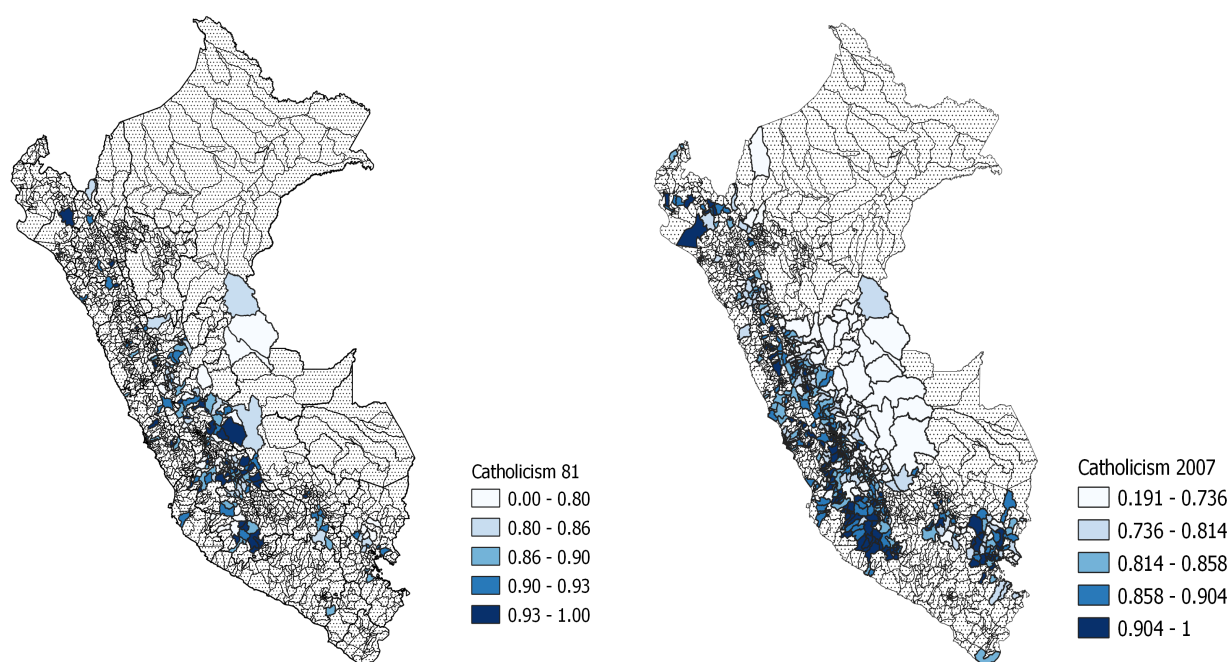 Catholicism 81
0.00 - 0.80
0.80 - 0.86
0.86 - 0.90
0.90 - 0.93
0.93 - 1.00
Catholicism 2007
0.191 - 0.736
0.736 - 0.814
0.814 - 0.858
0.858 - 0.904
0.904 - 1